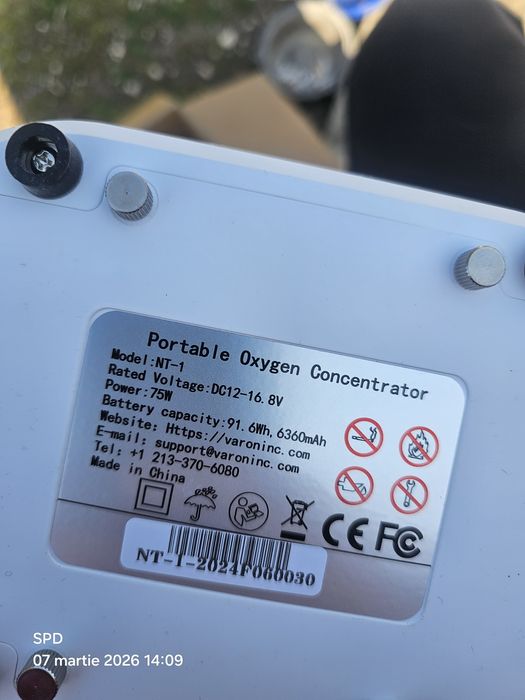 Portable Oxygen Concentrator
Model:NT-1
Rated Voltage:DC12-16.8V
Power:75W
Battery capacity:91.6Wh,6360mAh
Website: Https://varoninc.com
E-mail: support@varoninc.com
Tel: +1 213-370-6080
Made in China
CE FC
NT-1-2024F060030
SPD
07 martie 2026 14:09